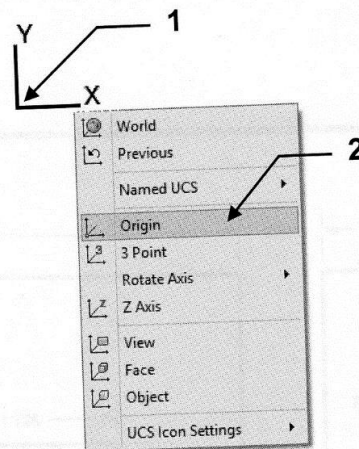 Y
1
X
World
Previous
2
Named UCS
Origin
3 Point
Rotate Axis
Z Axis
View
Face
Object
UCS Icon Settings